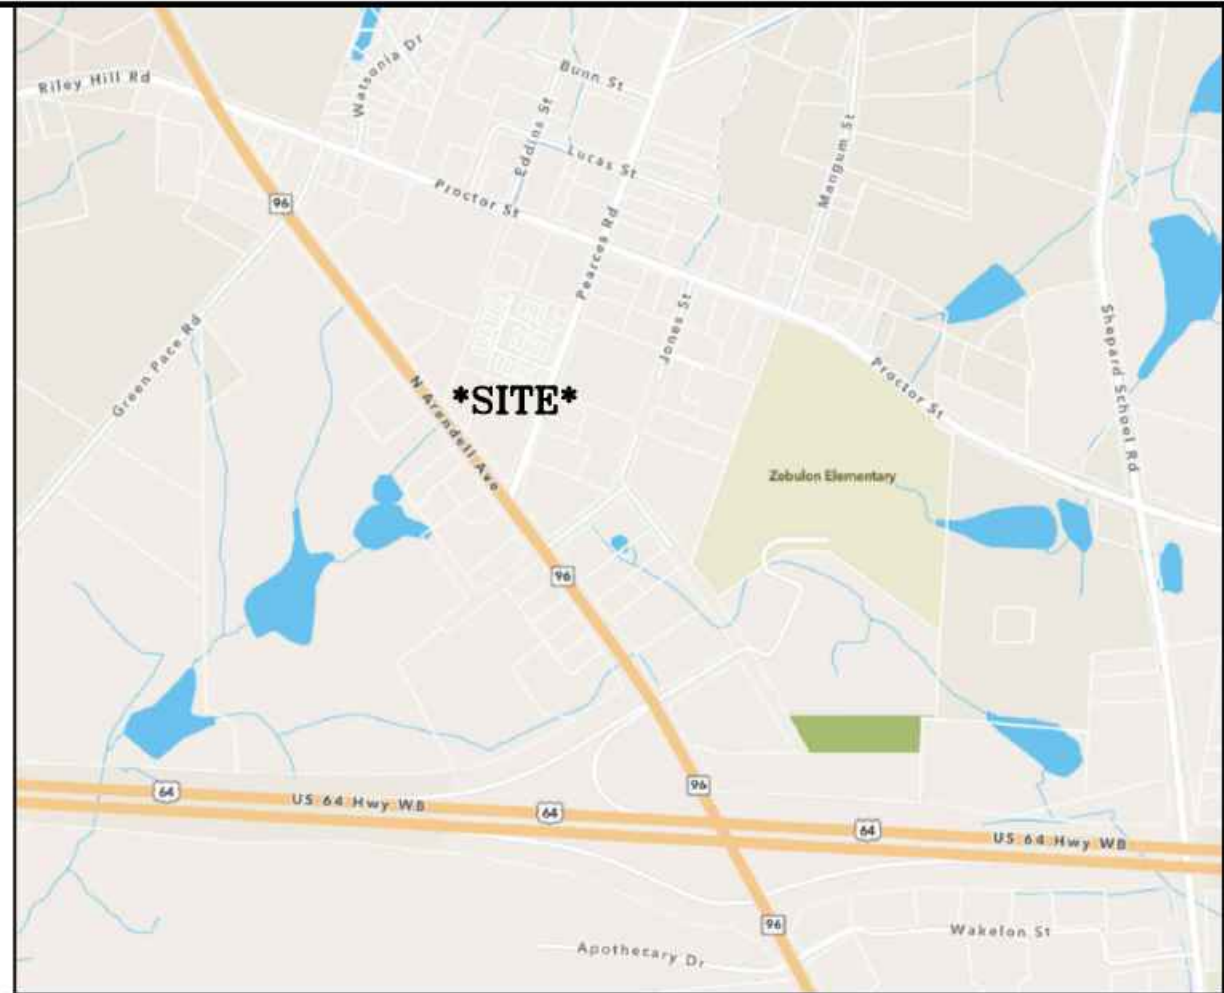 Riley Hill Rd
Watsonia Dr
Bunn St
Eddins St
Lucas St
Mangum St
Proctor St
96
Pearces Rd
Jones St
Green Pace Rd
Shepard School Rd
Proctor St
N Arendell Ave
*SITE*
Zebulon Elementary
96
96
64
US 64 Hwy WB
64
64
US 64 Hwy WB
96
Wakelon St
Apothecary Dr